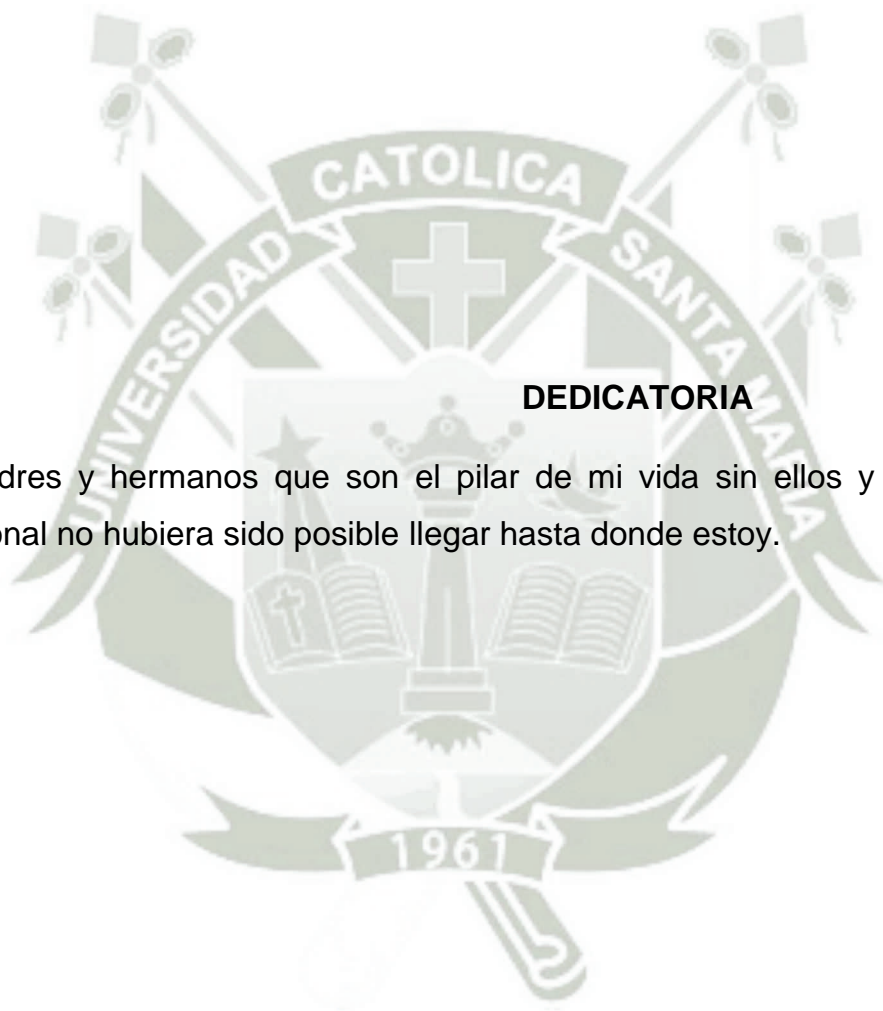 UNIVERSIDAD CATOLICA SANTA MARIA
DEDICATORIA
dres y hermanos que son el pilar de mi vida sin ellos y
onal no hubiera sido posible llegar hasta donde estoy.
1961